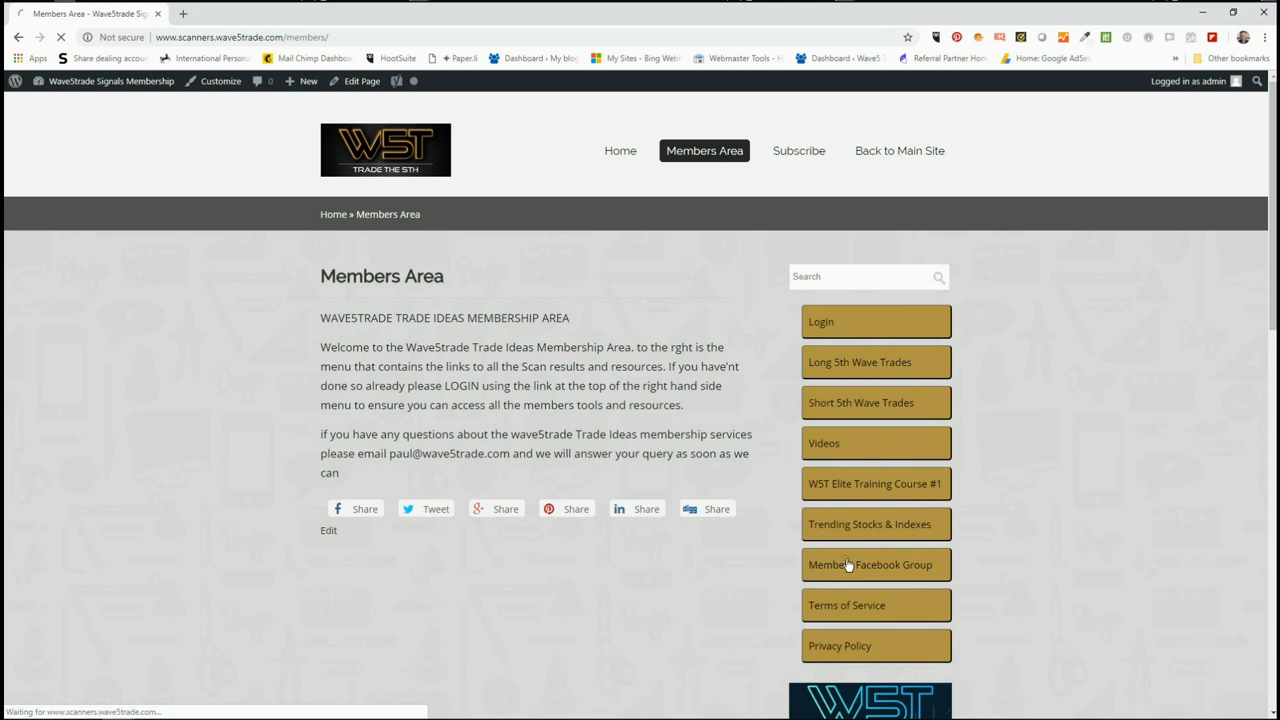 Members Area - Wave5trade Sig
Not secure www.scanners.wave5trade.com/members/
Apps Share dealing accou International Persona Mail Chimp Dashboa HootSuite + Paper.li Dashboard ‹ My blog My Sites - Bing Web Webmaster Tools - H Dashboard ‹ Wave5 T Referral Partner Hom Home: Google AdSen » Other bookmarks
Wave5trade Signals Membership Customize 0 New Edit Page Logged in as admin
W5T
TRADE THE 5TH
Home Members Area Subscribe Back to Main Site
Home » Members Area
Members Area
WAVE5TRADE TRADE IDEAS MEMBERSHIP AREA
Welcome to the Wave5trade Trade Ideas Membership Area. to the rght is the
menu that contains the links to all the Scan results and resources. If you have'nt
done so already please LOGIN using the link at the top of the right hand side
menu to ensure you can access all the members tools and resources.
if you have any questions about the wave5trade Trade Ideas membership services
please email paul@wave5trade.com and we will answer your query as soon as we
can
Share Tweet Share Share Share Share
Edit
Search
Login
Long 5th Wave Trades
Short 5th Wave Trades
Videos
W5T Elite Training Course #1
Trending Stocks & Indexes
Facebook Group
Terms of Service
Privacy Policy
W5T
Waiting for www.scanners.wave5trade.com...